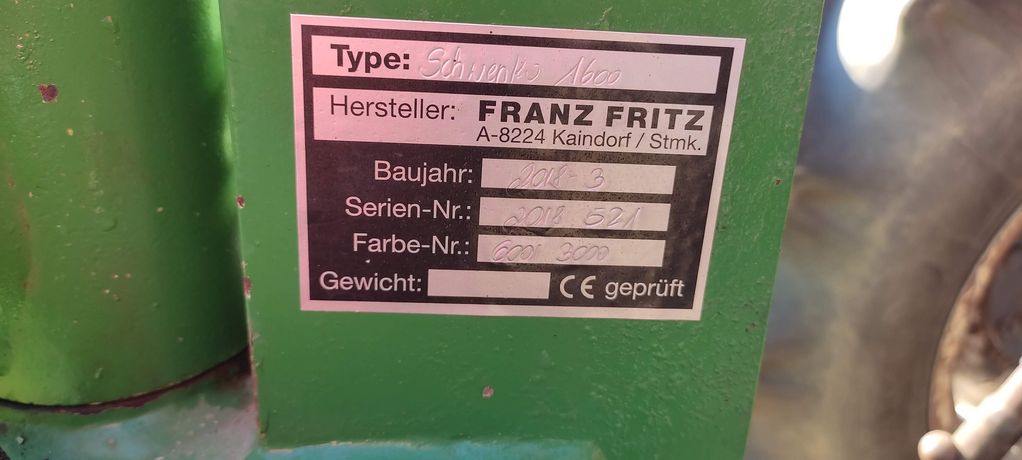 Type: Schwenko 1600
Hersteller: FRANZ FRITZ
A-8224 Kaindorf / Stmk.
Baujahr: 2018-3
Serien-Nr.: 2018 521
Farbe-Nr.: 6001 3000
Gewicht:
CE geprüft